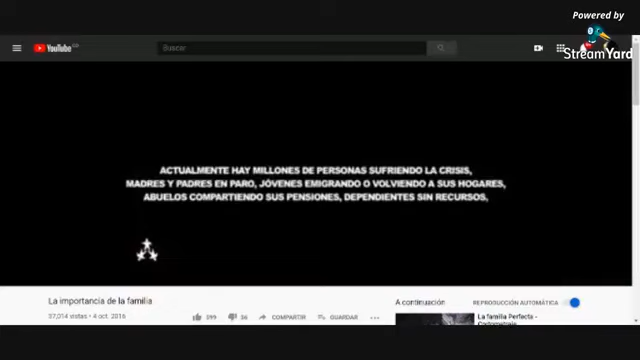 Powered by
StreamYard
YouTube
Buscar
ACTUALMENTE HAY MILLONES DE PERSONAS SUFRIENDO LA CRISIS,
MADRES Y PADRES EN PARO, JÓVENES EMIGRANDO O VOLVIENDO A SUS HOGARES,
ABUELOS COMPARTIENDO SUS PENSIONES, DEPENDIENTES SIN RECURSOS,
La importancia de la familia
37,014 vistas • 4 oct. 2016
599
36
COMPARTIR
GUARDAR
A continuación
REPRODUCCIÓN AUTOMÁTICA
La familia Perfecta -